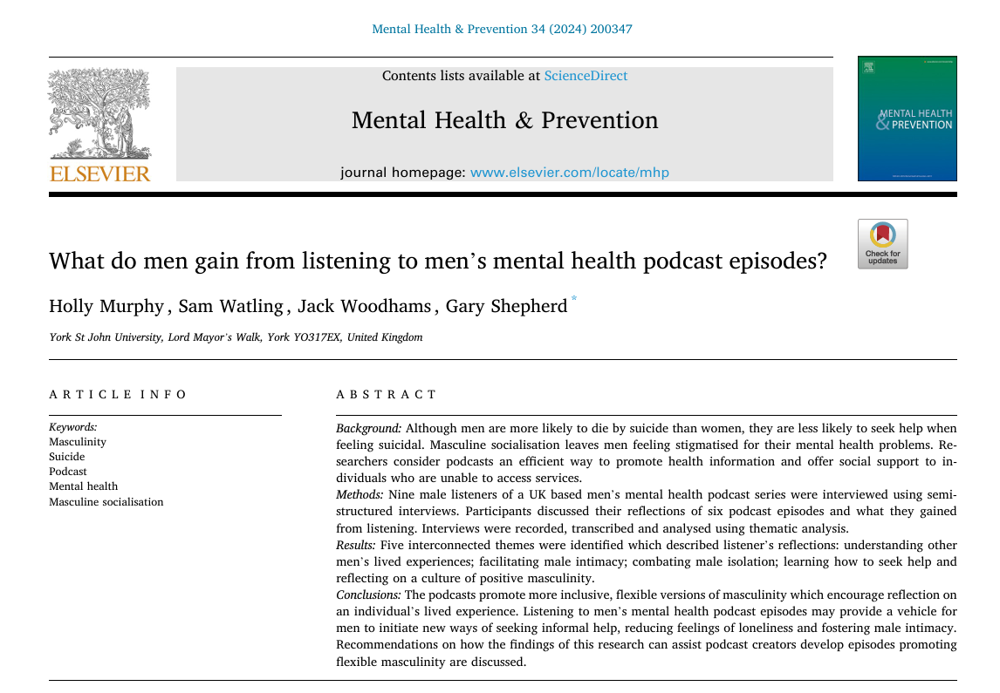 Mental Health & Prevention 34 (2024) 200347
Contents lists available at ScienceDirect
Mental Health & Prevention
journal homepage: www.elsevier.com/locate/mhp
ELSEVIER
MENTAL HEALTH
& PREVENTION
Check for
updates
What do men gain from listening to men’s mental health podcast episodes?
Holly Murphy, Sam Watling, Jack Woodhams, Gary Shepherd *
York St John University, Lord Mayor’s Walk, York YO317EX, United Kingdom
ARTICLE INFO
Keywords:
Masculinity
Suicide
Podcast
Mental health
Masculine socialisation
ABSTRACT
Background: Although men are more likely to die by suicide than women, they are less likely to seek help when
feeling suicidal. Masculine socialisation leaves men feeling stigmatised for their mental health problems. Re-
searchers consider podcasts an efficient way to promote health information and offer social support to in-
dividuals who are unable to access services.
Methods: Nine male listeners of a UK based men’s mental health podcast series were interviewed using semi-
structured interviews. Participants discussed their reflections of six podcast episodes and what they gained
from listening. Interviews were recorded, transcribed and analysed using thematic analysis.
Results: Five interconnected themes were identified which described listener’s reflections: understanding other
men’s lived experiences; facilitating male intimacy; combating male isolation; learning how to seek help and
reflecting on a culture of positive masculinity.
Conclusions: The podcasts promote more inclusive, flexible versions of masculinity which encourage reflection on
an individual’s lived experience. Listening to men’s mental health podcast episodes may provide a vehicle for
men to initiate new ways of seeking informal help, reducing feelings of loneliness and fostering male intimacy.
Recommendations on how the findings of this research can assist podcast creators develop episodes promoting
flexible masculinity are discussed.